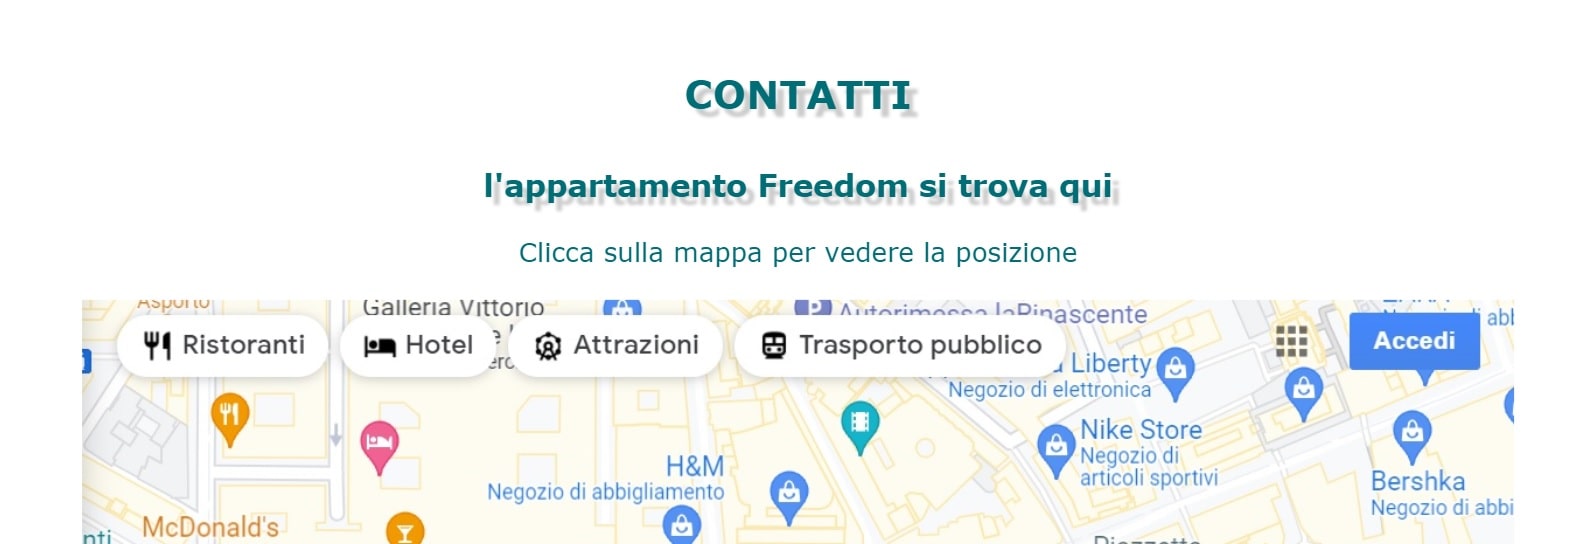 CONTATTI
l'appartamento Freedom si trova qui
Clicca sulla mappa per vedere la posizione
Asporto
Galleria Vittorio
P
Autorimessa laRinascente
Ristoranti
Hotel
Attrazioni
Trasporto pubblico
Accedi
Liberty
Negozio di elettronica
Nike Store
Negozio di
articoli sportivi
H&M
Negozio di abbigliamento
Bershka
Negozio di abbi
McDonald's
nti
Piazzetta